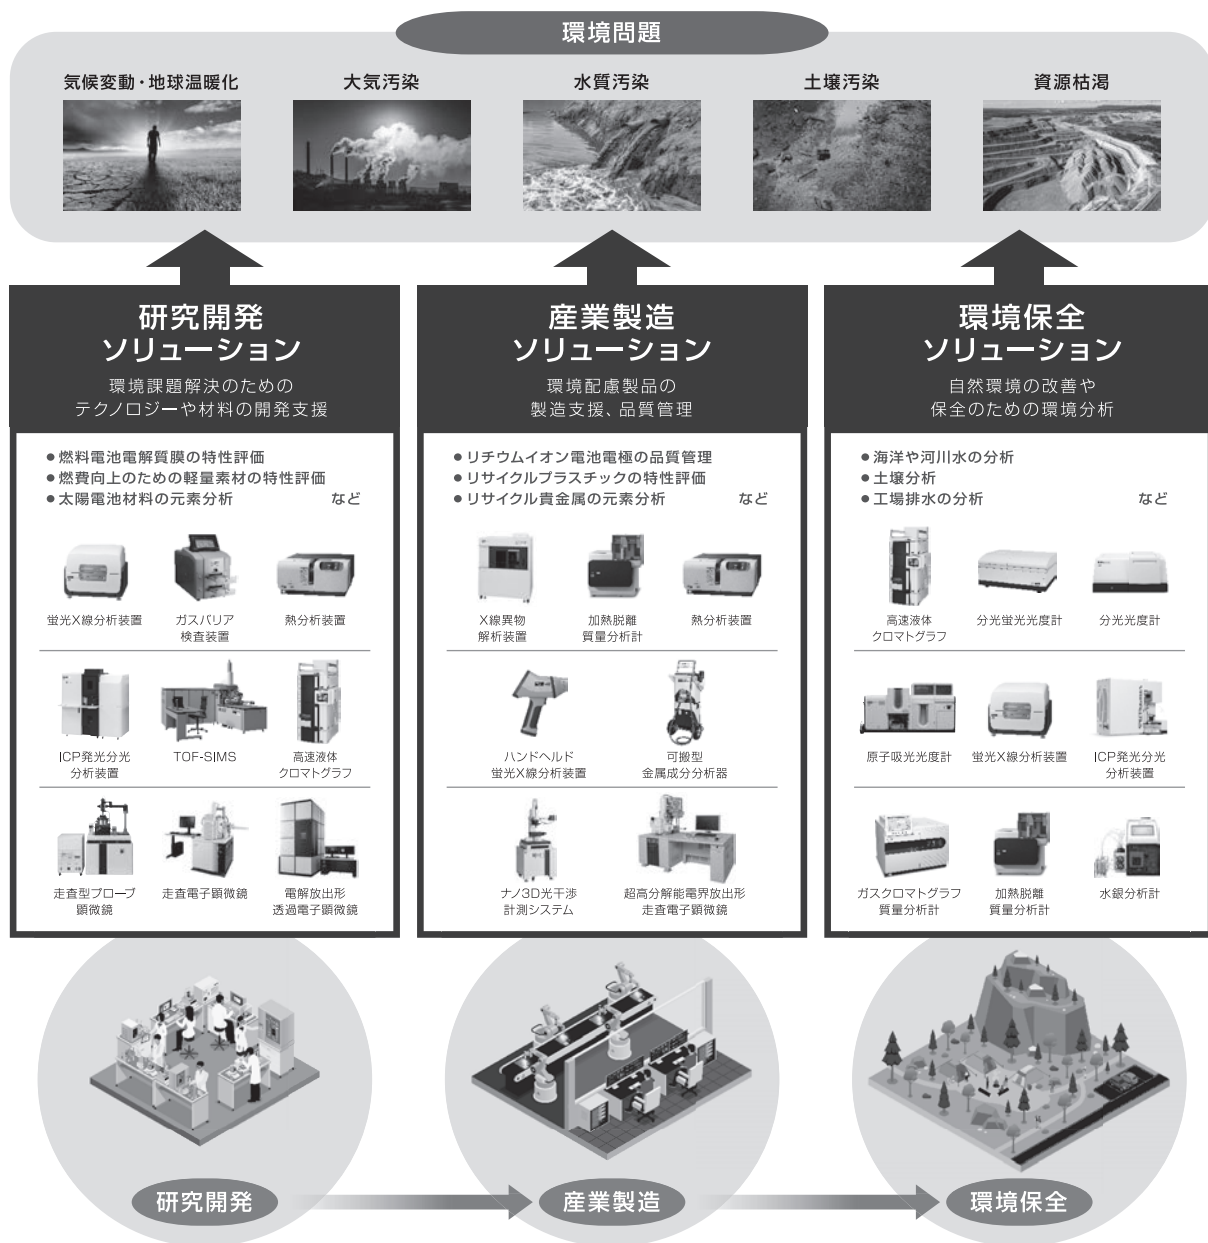 環境問題
気候変動・地球温暖化
大気汚染
水質汚染
土壌汚染
資源枯渇
研究開発
ソリューション
環境課題解決のための
テクノロジーや材料の開発支援
●燃料電池電解質膜の特性評価
●燃費向上のための軽量素材の特性評価
●太陽電池材料の元素分析 など
蛍光X線分析装置
ガスバリア
検査装置
熱分析装置
ICP発光分光
分析装置
TOF-SIMS
高速液体
クロマトグラフ
走査型プローブ
顕微鏡
走査電子顕微鏡
電解放出形
透過電子顕微鏡
産業製造
ソリューション
環境配慮製品の
製造支援、品質管理
●リチウムイオン電池電極の品質管理
●リサイクルプラスチックの特性評価
●リサイクル貴金属の元素分析 など
X線異物
解析装置
加熱脱離
質量分析計
熱分析装置
ハンドヘルド
蛍光X線分析装置
可搬型
金属成分分析器
ナノ3D光干渉
計測システム
超高分解能電界放出形
走査電子顕微鏡
環境保全
ソリューション
自然環境の改善や
保全のための環境分析
●海洋や河川水の分析
●土壌分析
●工場排水の分析 など
高速液体
クロマトグラフ
分光蛍光光度計
分光光度計
原子吸光光度計
蛍光X線分析装置
ICP発光分光
分析装置
ガスクロマトグラフ
質量分析計
加熱脱離
質量分析計
水銀分析計
研究開発
産業製造
環境保全